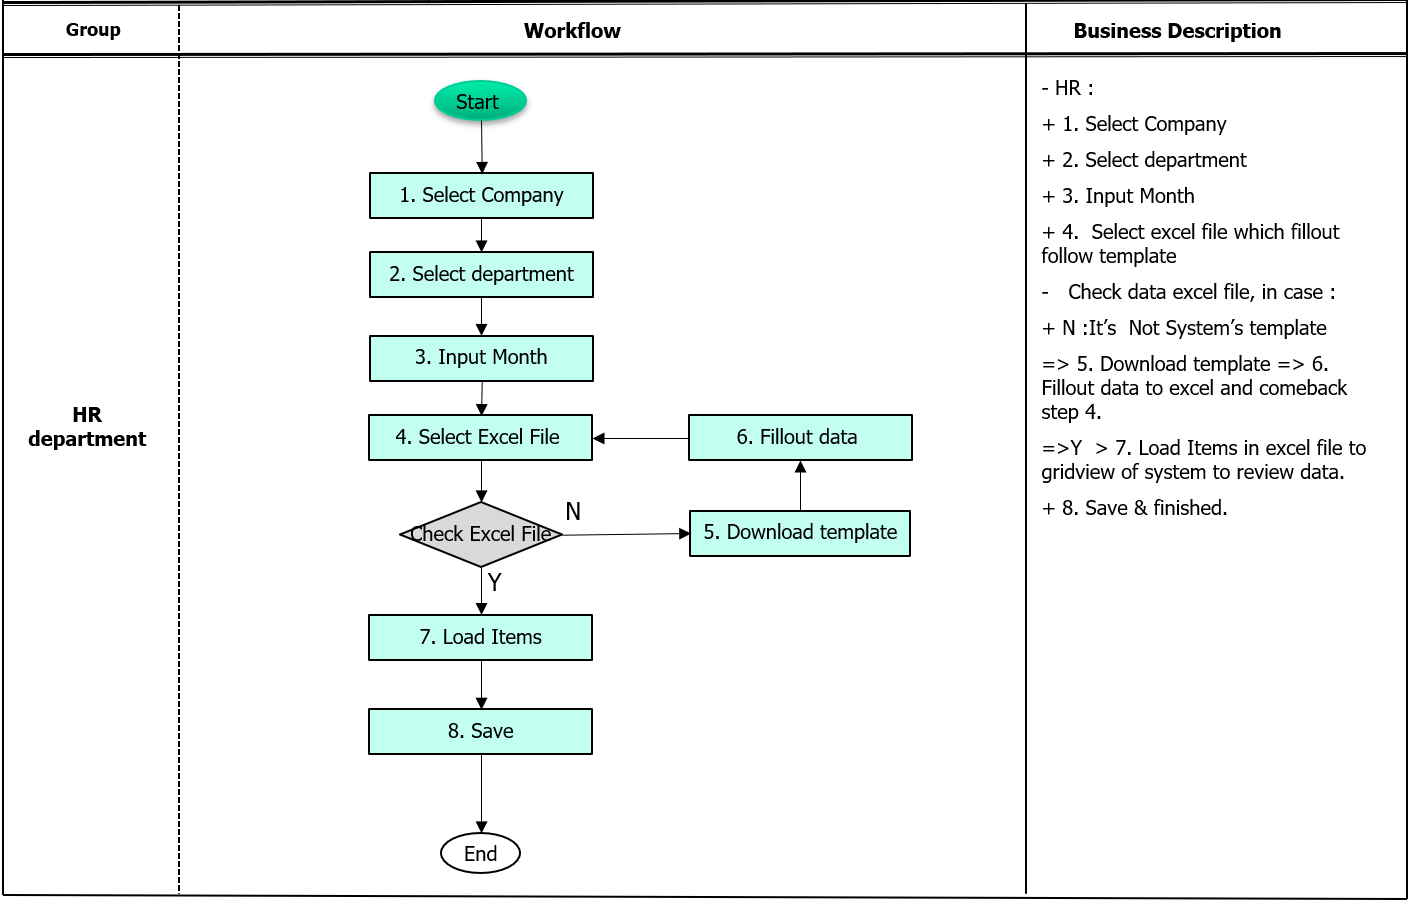 Group
Workflow
Business Description
HR
department
Start
1. Select Company
2. Select department
3. Input Month
4. Select Excel File
6. Fillout data
Check Excel File
N
5. Download template
Y
7. Load Items
8. Save
End
- HR :
+ 1. Select Company
+ 2. Select department
+ 3. Input Month
+ 4.  Select excel file which fillout
follow template
-   Check data excel file, in case :
+ N :It’s  Not System’s template
=> 5. Download template => 6.
Fillout data to excel and comeback
step 4.
=>Y  > 7. Load Items in excel file to
gridview of system to review data.
+ 8. Save & finished.